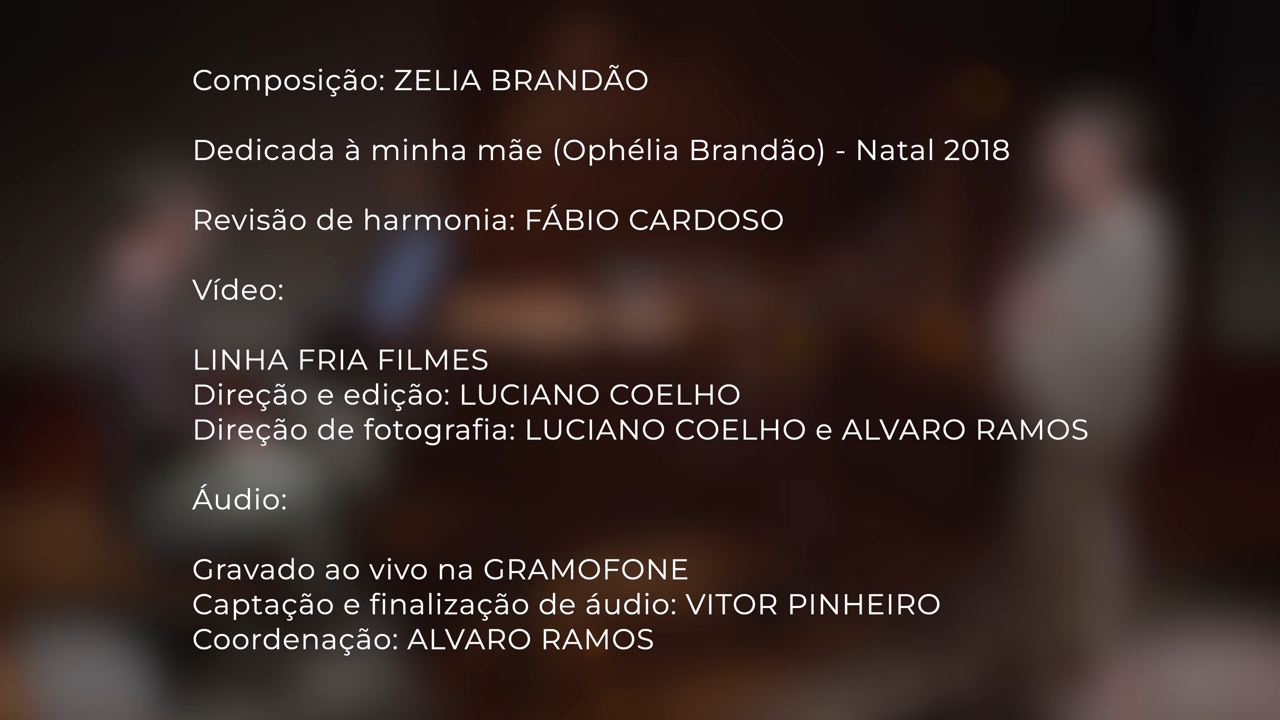 Composição: ZELIA BRANDÃO
Dedicada à minha mãe (Ophélia Brandão) - Natal 2018
Revisão de harmonia: FÁBIO CARDOSO
Vídeo:
LINHA FRIA FILMES
Direção e edição: LUCIANO COELHO
Direção de fotografia: LUCIANO COELHO e ALVARO RAMOS
Áudio:
Gravado ao vivo na GRAMOFONE
Captação e finalização de áudio: VITOR PINHEIRO
Coordenação: ALVARO RAMOS